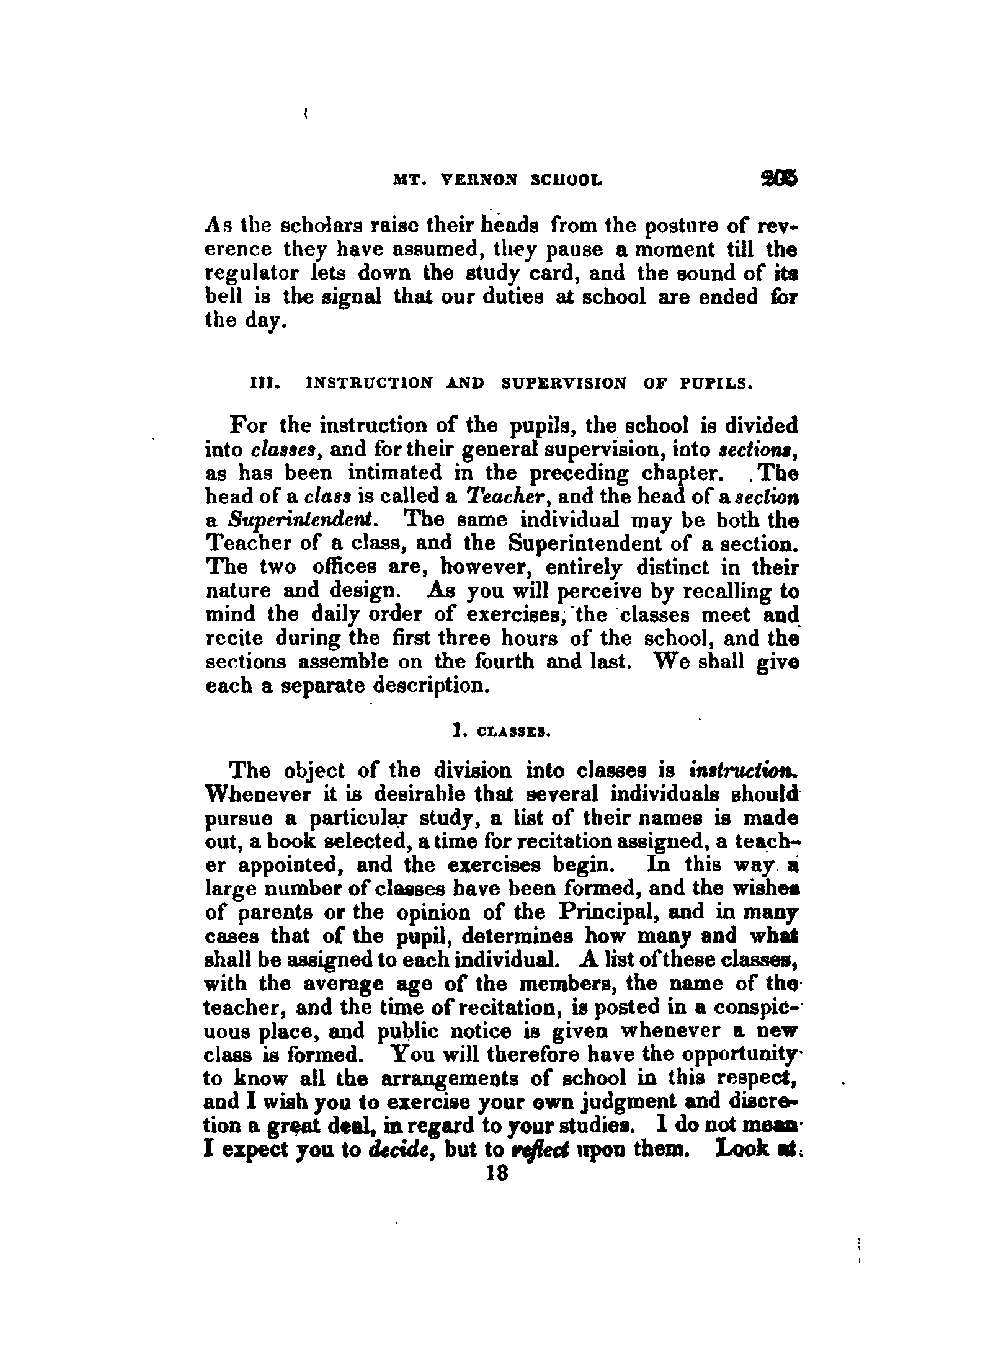 MT. VERNON SCHOOL 205
As the scholars raise their heads from the posture of rev-
erence they have assumed, they pause a moment till the
regulator lets down the study card, and the sound of its
bell is the signal that our duties at school are ended for
the day.
III. INSTRUCTION AND SUPERVISION OF PUPILS.
For the instruction of the pupils, the school is divided
into classes, and for their general supervision, into sections,
as has been intimated in the preceding chapter. The
head of a class is called a Teacher, and the head of a section
a Superintendent. The same individual may be both the
Teacher of a class, and the Superintendent of a section.
The two offices are, however, entirely distinct in their
nature and design. As you will perceive by recalling to
mind the daily order of exercises, the classes meet and
recite during the first three hours of the school, and the
sections assemble on the fourth and last. We shall give
each a separate description.
1. CLASSES.
The object of the division into classes is instruction.
Whenever it is desirable that several individuals should
pursue a particular study, a list of their names is made
out, a book selected, a time for recitation assigned, a teach-
er appointed, and the exercises begin. In this way a
large number of classes have been formed, and the wishes
of parents or the opinion of the Principal, and in many
cases that of the pupil, determines how many and what
shall be assigned to each individual. A list of these classes,
with the average age of the members, the name of the
teacher, and the time of recitation, is posted in a conspic-
uous place, and public notice is given whenever a new
class is formed. You will therefore have the opportunity
to know all the arrangements of school in this respect,
and I wish you to exercise your own judgment and discre-
tion a great deal, in regard to your studies. I do not mean
I expect you to decide, but to reflect upon them. Look at
18